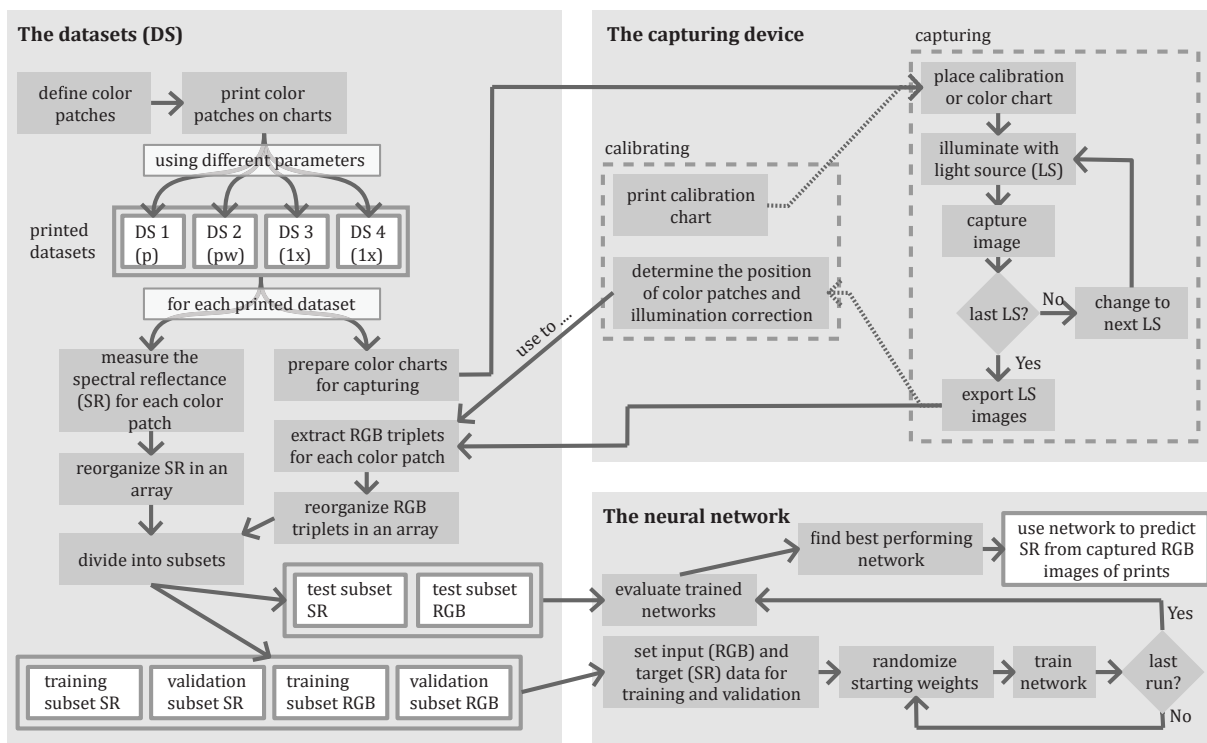 The datasets (DS)
define color
patches
print color
patches on charts
using different parameters
printed
datasets
DS 1
(p)
DS 2
(pw)
DS 3
(1x)
DS 4
(1x)
for each printed dataset
measure the
spectral reflectance
(SR) for each color
patch
prepare color charts
for capturing
extract RGB triplets
for each color patch
reorganize SR in an
array
reorganize RGB
triplets in an array
divide into subsets
test subset
SR
test subset
RGB
training
subset SR
validation
subset SR
training
subset RGB
validation
subset RGB
The capturing device
calibrating
print calibration
chart
determine the position
of color patches and
illumination correction
use to ....
capturing
place calibration
or color chart
illuminate with
light source (LS)
capture
image
last LS?
No
change to
next LS
Yes
export LS
images
The neural network
find best performing
network
use network to predict
SR from captured RGB
images of prints
evaluate trained
networks
set input (RGB) and
target (SR) data for
training and validation
randomize
starting weights
train
network
last
run?
Yes
No